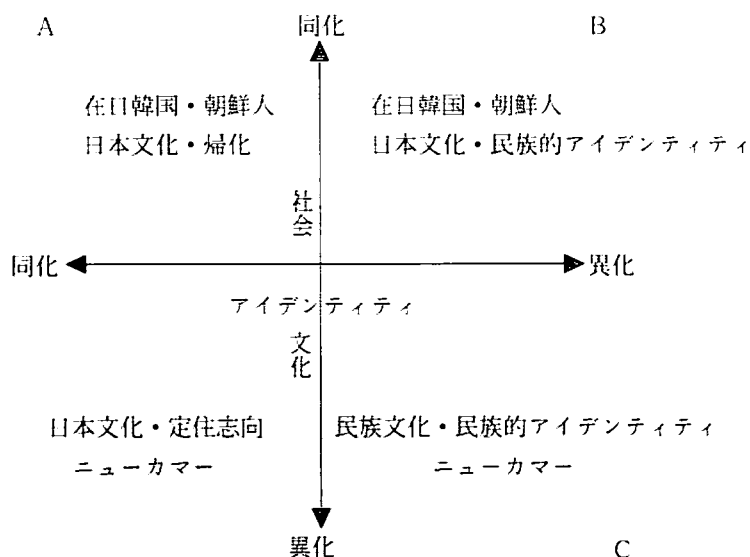 A
同化
B
在日韓国・朝鮮人
日本文化・帰化
在日韓国・朝鮮人
日本文化・民族的アイデンティティ
社会
同化
異化
アイデンティティ
文化
日本文化・定住志向
ニューカマー
民族文化・民族的アイデンティティ
ニューカマー
異化
C